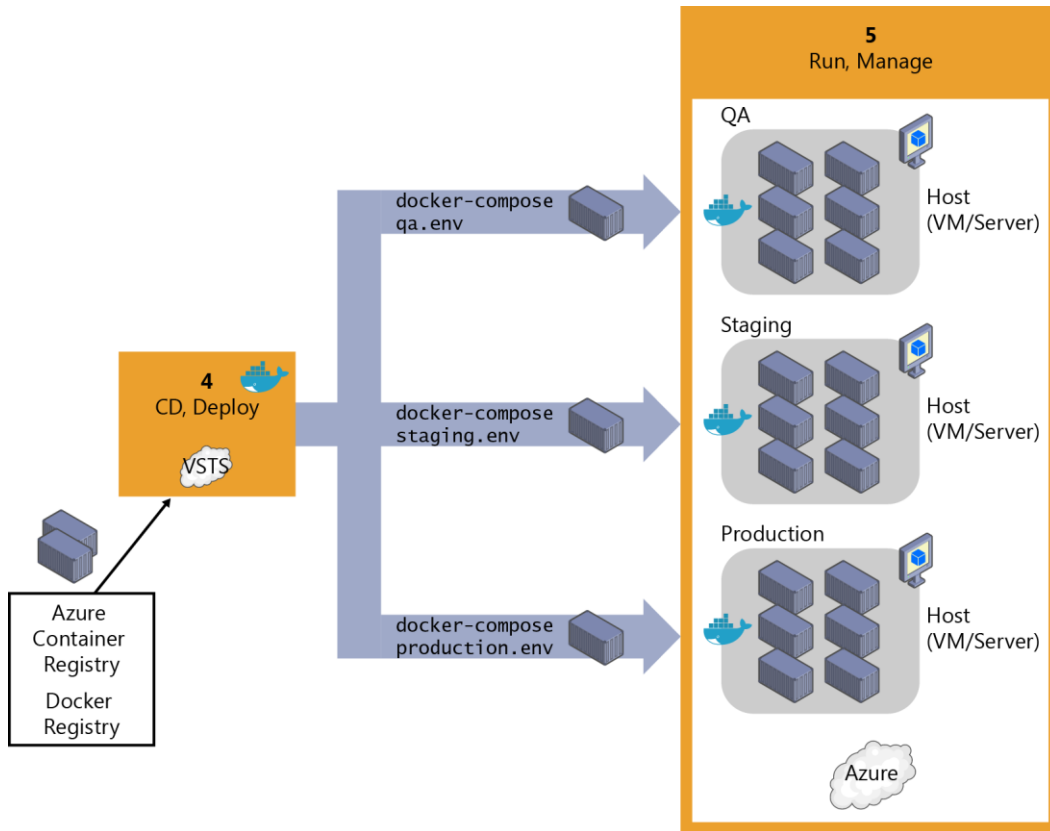 5
Run, Manage
QA
docker-compose
qa.env
Host
(VM/Server)
Staging
4
CD, Deploy
VSTS
docker-compose
staging.env
Host
(VM/Server)
Production
docker-compose
production.env
Host
(VM/Server)
Azure
Container
Registry
Docker
Registry
Azure